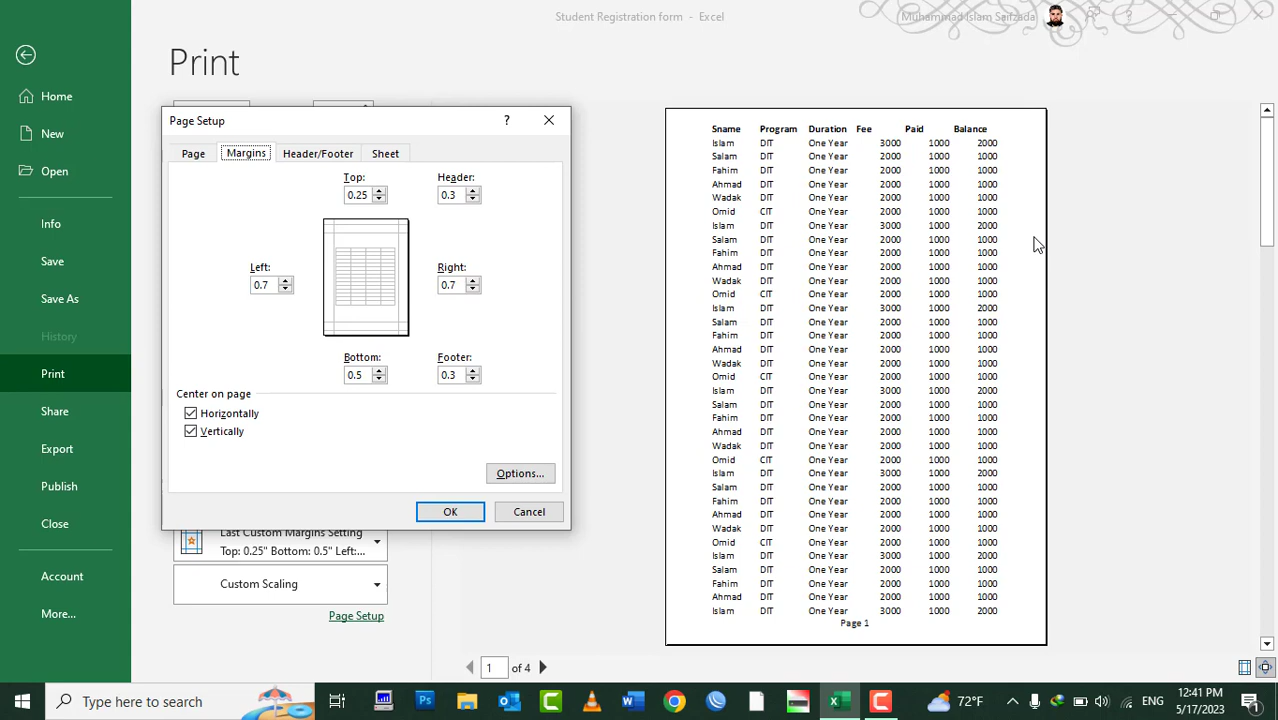 Student Registration form - Excel
Muhammad Islam Saifzada
?
Print
Home
New
Open
Info
Save
Save As
History
Print
Share
Export
Publish
Close
Account
More...
Page Setup
?
Page
Margins
Header/Footer
Sheet
Top:
Header:
0.25
0.3
Left:
Right:
0.7
0.7
Bottom:
Footer:
0.5
0.3
Center on page
Horizontally
Vertically
Options...
OK
Cancel
Last Custom Margins Setting
Top: 0.25" Bottom: 0.5" Left:...
Custom Scaling
Page Setup
Sname Program Duration Fee Paid Balance
Islam DIT One Year 3000 1000 2000
Salam DIT One Year 2000 1000 1000
Fahim DIT One Year 2000 1000 1000
Ahmad DIT One Year 2000 1000 1000
Wadak DIT One Year 2000 1000 1000
Omid CIT One Year 2000 1000 1000
Islam DIT One Year 3000 1000 2000
Salam DIT One Year 2000 1000 1000
Fahim DIT One Year 2000 1000 1000
Ahmad DIT One Year 2000 1000 1000
Wadak DIT One Year 2000 1000 1000
Omid CIT One Year 2000 1000 1000
Islam DIT One Year 3000 1000 2000
Salam DIT One Year 2000 1000 1000
Fahim DIT One Year 2000 1000 1000
Ahmad DIT One Year 2000 1000 1000
Wadak DIT One Year 2000 1000 1000
Omid CIT One Year 2000 1000 1000
Islam DIT One Year 3000 1000 2000
Salam DIT One Year 2000 1000 1000
Fahim DIT One Year 2000 1000 1000
Ahmad DIT One Year 2000 1000 1000
Wadak DIT One Year 2000 1000 1000
Omid CIT One Year 2000 1000 1000
Islam DIT One Year 3000 1000 2000
Salam DIT One Year 2000 1000 1000
Fahim DIT One Year 2000 1000 1000
Ahmad DIT One Year 2000 1000 1000
Wadak DIT One Year 2000 1000 1000
Omid CIT One Year 2000 1000 1000
Islam DIT One Year 3000 1000 2000
Salam DIT One Year 2000 1000 1000
Fahim DIT One Year 2000 1000 1000
Ahmad DIT One Year 2000 1000 1000
Islam DIT One Year 3000 1000 2000
Page 1
1 of 4
Type here to search
72°F
ENG
12:41 PM
5/17/2023